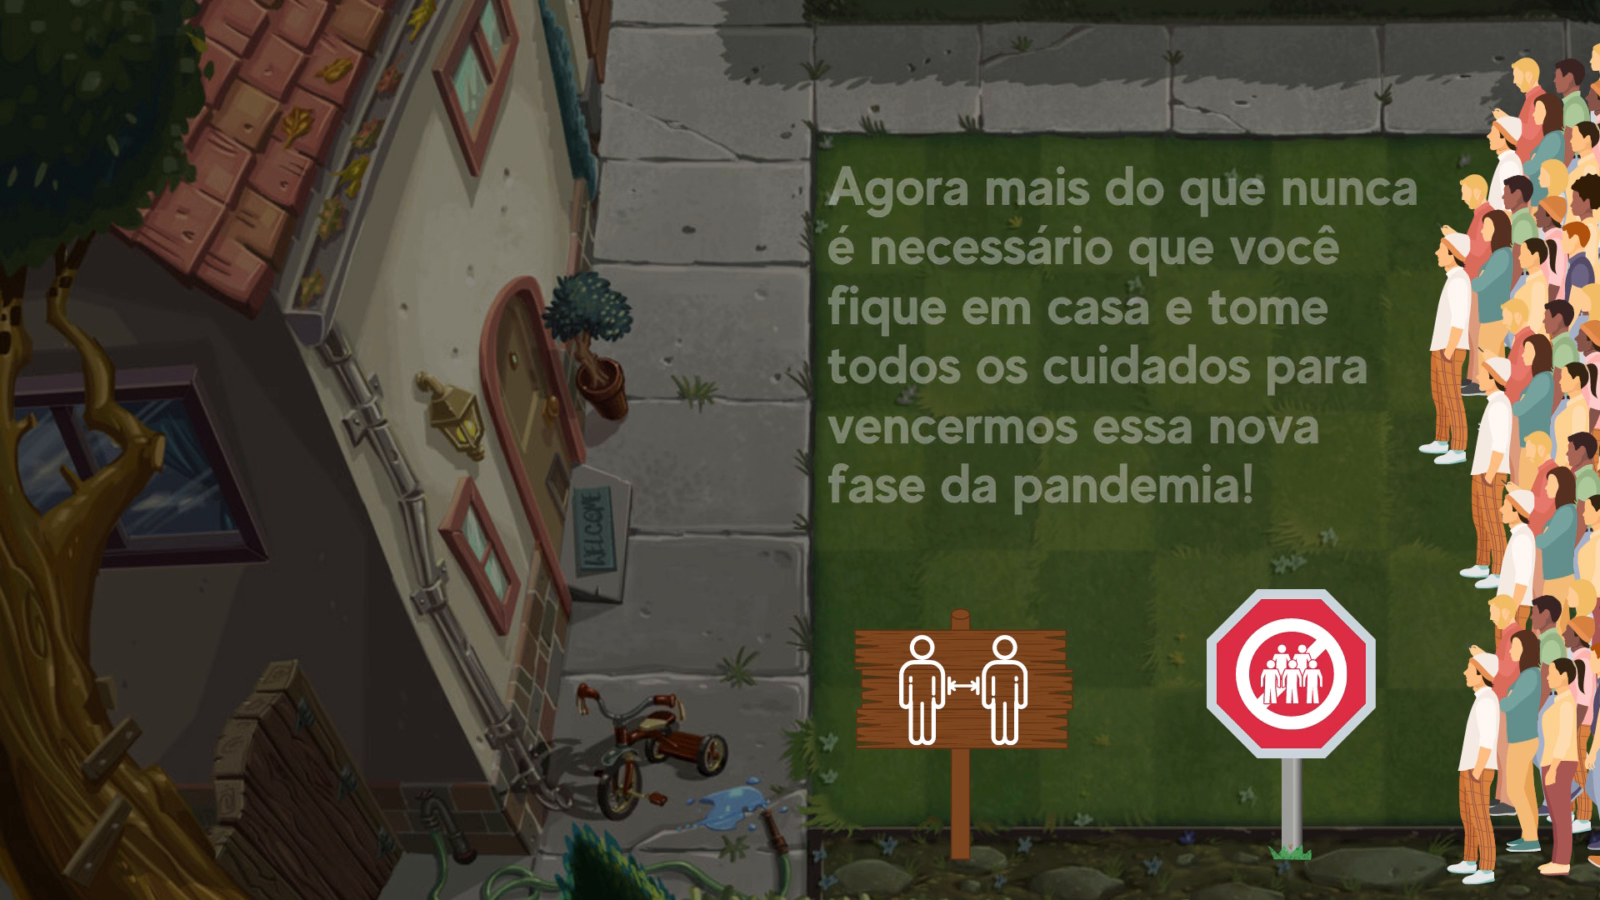 Agora mais do que nunca
é necessário que você
fique em casa e tome
todos os cuidados para
vencermos essa nova
fase da pandemia!
WELCOME